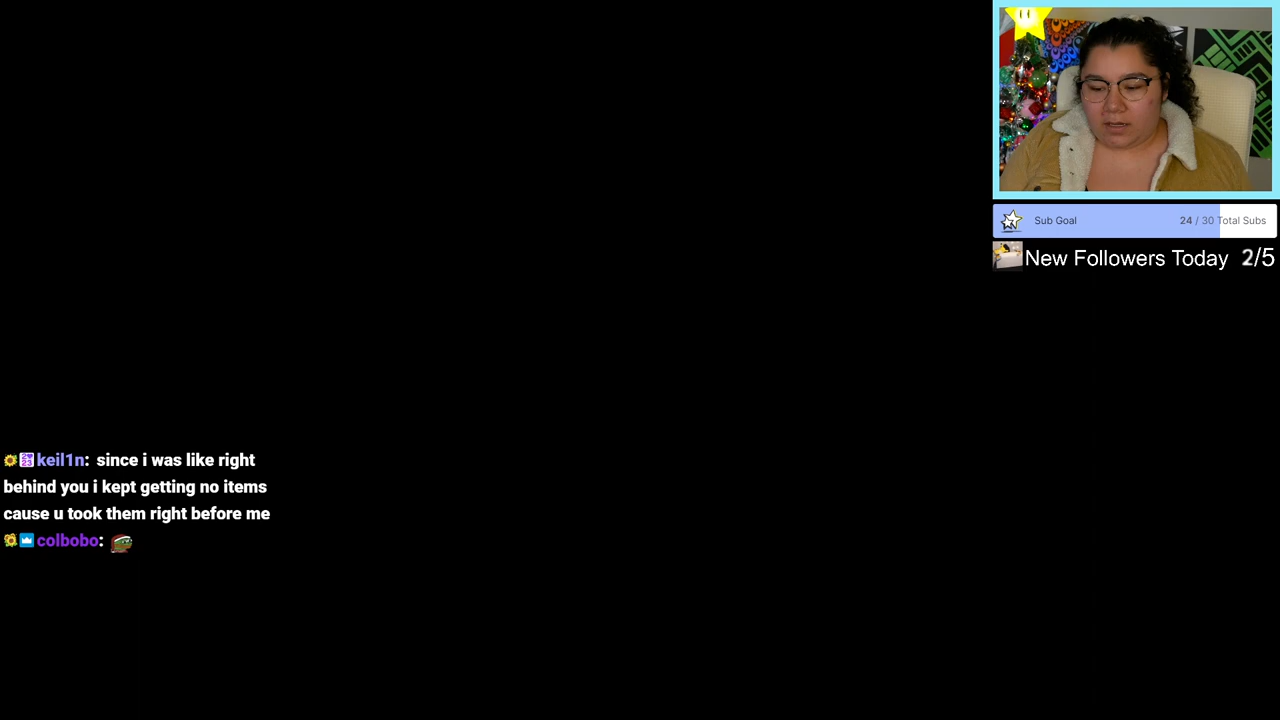 Sub Goal 24 / 30 Total Subs
New Followers Today 2/5
keil1n: since i was like right
behind you i kept getting no items
cause u took them right before me
colbobo: